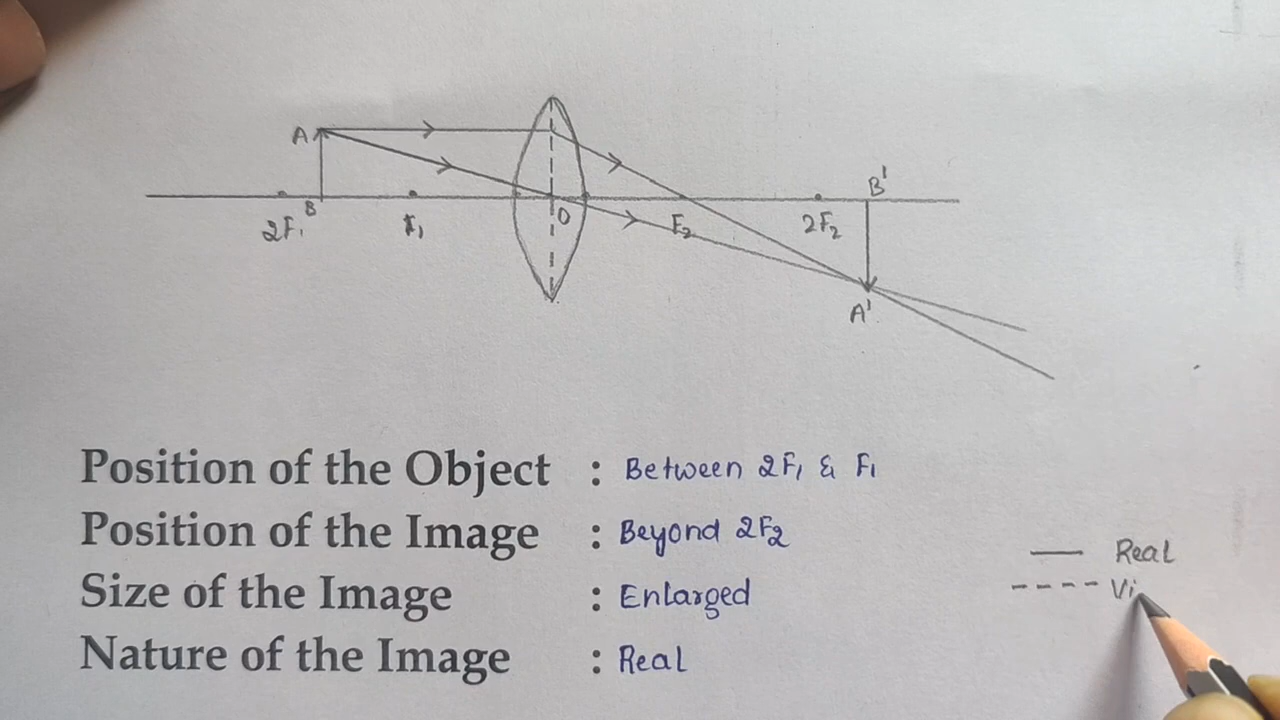 A
B'
2F₁ B F₁ O F₂ 2F₂
A'
Position of the Object : Between 2F₁ & F₁
Position of the Image : Beyond 2F₂
Size of the Image : Enlarged
Nature of the Image : Real
Real
Vi